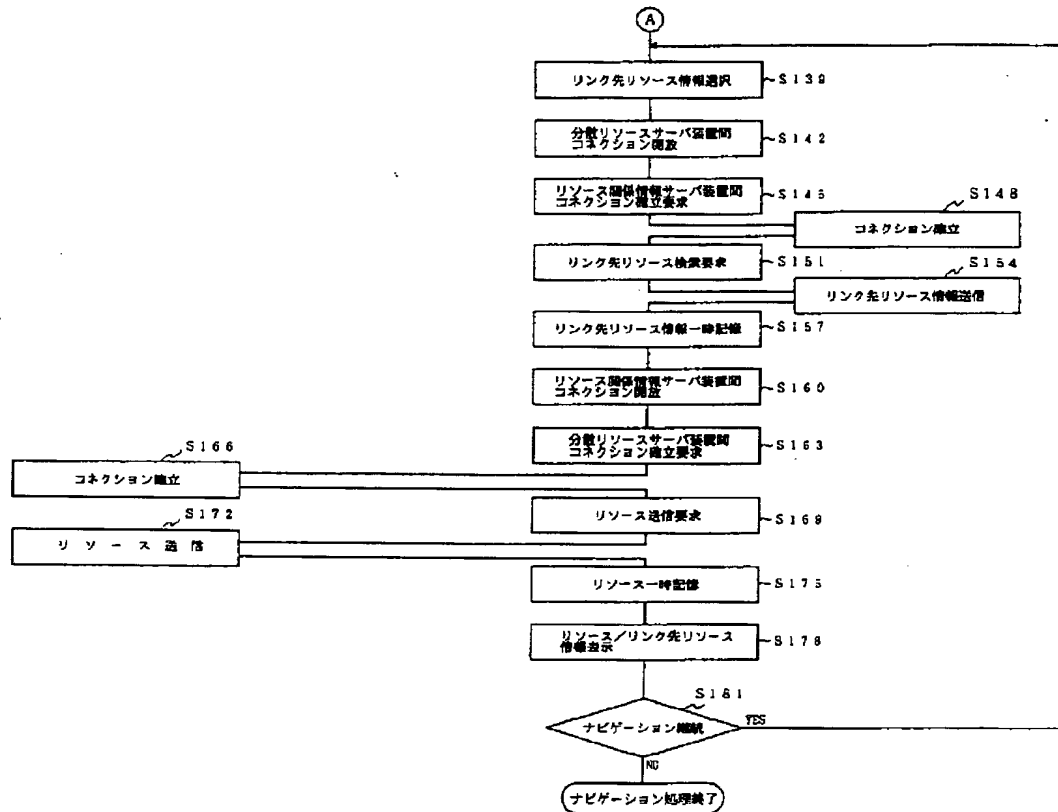 A
リンク先リソース情報選択
S139
分散リソースサーバ装置間
コネクション開放
S142
リソース関係情報サーバ装置間
コネクション確立要求
S145
S148
コネクション確立
リンク先リソース検索要求
S151
S154
リンク先リソース情報送信
リンク先リソース情報一時記憶
S157
リソース関係情報サーバ装置間
コネクション開放
S160
分散リソースサーバ装置間
コネクション確立要求
S163
S166
コネクション確立
リソース送信要求
S169
S172
リソース送信
リソース一時記憶
S175
リソース/リンク先リソース
情報表示
S178
S181
ナビゲーション継続
YES
NO
ナビゲーション処理終了